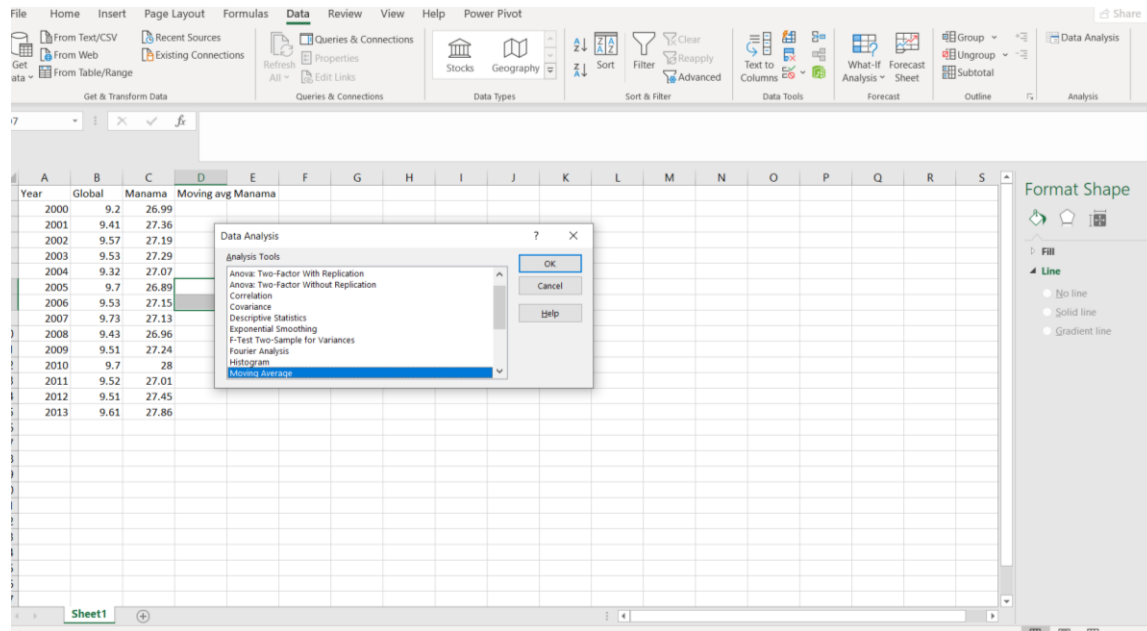 File Home Insert Page Layout Formulas Data Review View Help Power Pivot Share
Get
From Text/CSV
From Web
From Table/Range
Recent Sources
Existing Connections
Get & Transform Data
Refresh
All
Queries & Connections
Properties
Edit Links
Queries & Connections
Stocks Geography
Data Types
Sort
Filter
Clear
Reapply
Advanced
Sort & Filter
Text to
Columns
Data Tools
What-If
Analysis
Forecast
Sheet
Forecast
Group
Ungroup
Subtotal
Outline
Data Analysis
Analysis
fx
A B C D E F G H I J K L M N O P Q R S
Year Global Manama Moving avg Manama
2000 9.2 26.99
2001 9.41 27.36
2002 9.57 27.19
2003 9.53 27.29
2004 9.32 27.07
2005 9.7 26.89
2006 9.53 27.15
2007 9.73 27.13
2008 9.43 26.96
2009 9.51 27.24
2010 9.7 28
2011 9.52 27.01
2012 9.51 27.45
2013 9.61 27.86
Data Analysis ?
Analysis Tools
Anova: Two-Factor With Replication
Anova: Two-Factor Without Replication
Correlation
Covariance
Descriptive Statistics
Exponential Smoothing
F-Test Two-Sample for Variances
Fourier Analysis
Histogram
Moving Average
OK
Cancel
Help
Format Shape
Fill
Line
No line
Solid line
Gradient line
Sheet1